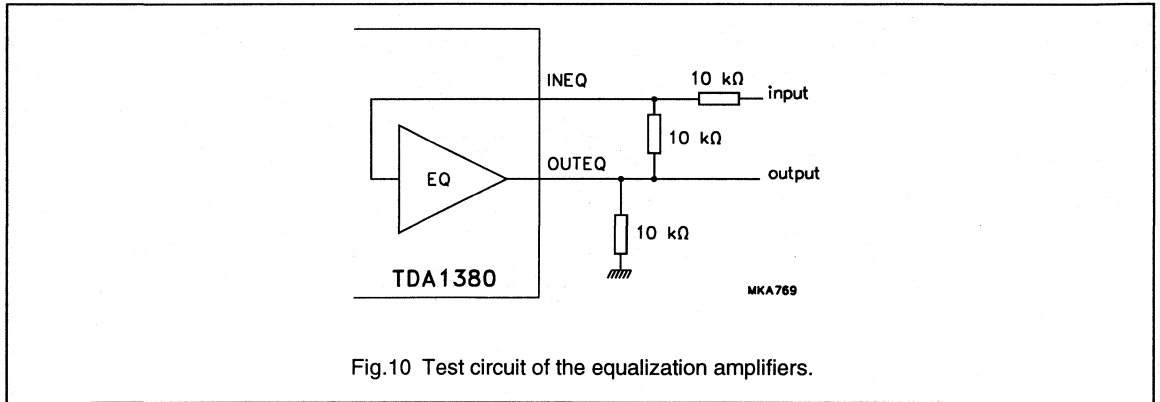 INEQ
10 kΩ
input
10 kΩ
EQ
OUTEQ
output
10 kΩ
TDA1380
MKA769
Fig.10 Test circuit of the equalization amplifiers.